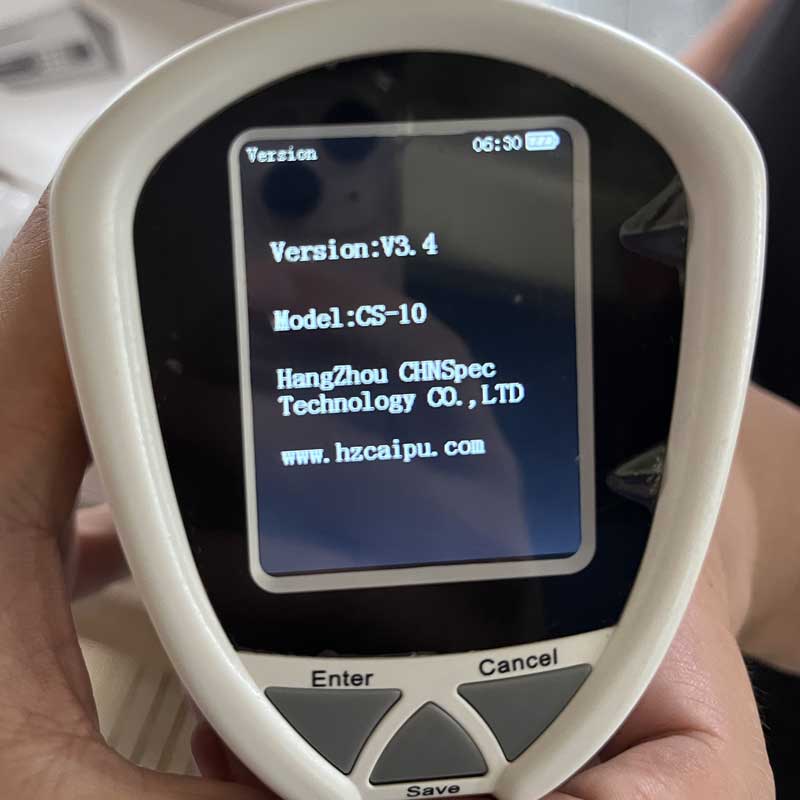 Version 06:30
Version:V3.4
Model:CS-10
HangZhou CHNSpec
Technology CO.,LTD
www.hzcaipu.com
Enter Cancel
Save